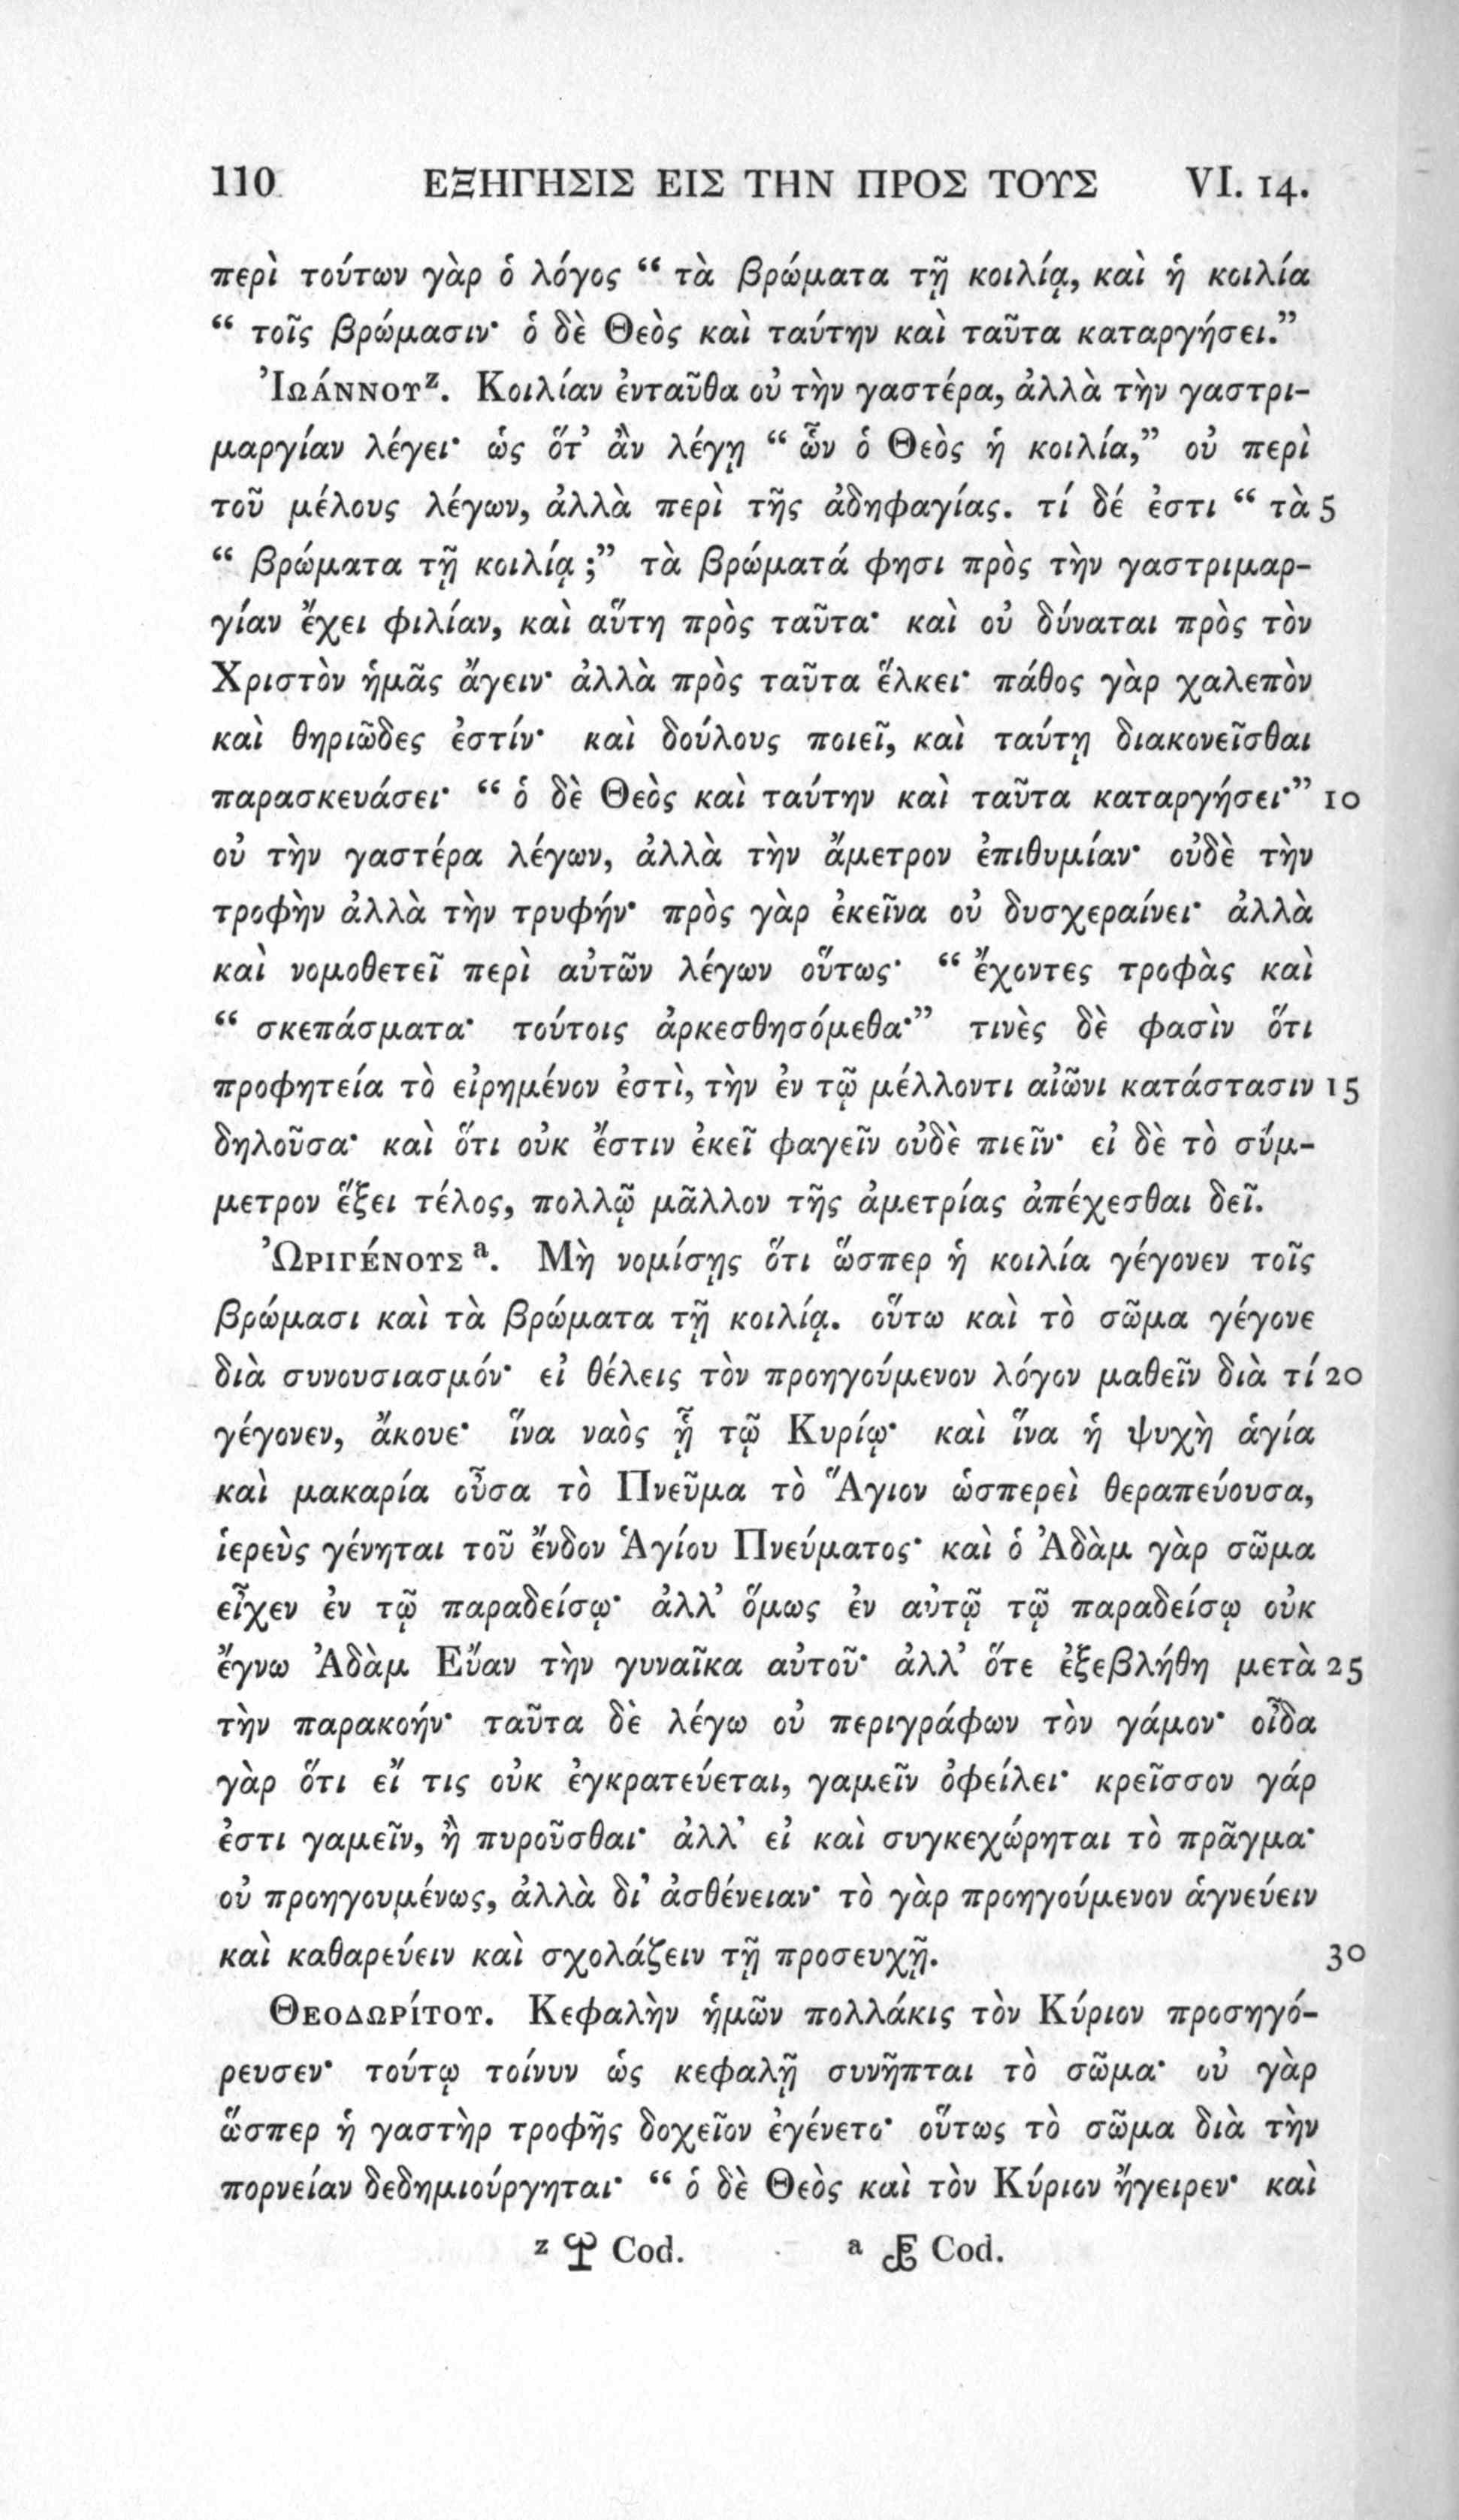 110 ΕΞΗΓΗΣΙΣ ΕΙΣ ΤΗΝ ΠΡΟΣ ΤΟΥΣ VI. 14.
περὶ τούτων γὰρ ὁ λόγος “ τὰ βρώματα τῇ κοιλίᾳ, καὶ ἡ κοιλία
“ τοῖς βρώμασιν· ὁ δὲ Θεὸς καὶ ταύτην καὶ ταῦτα καταργήσει.”
Ἰωάννου z. Κοιλίαν ἐνταῦθα οὐ τὴν γαστέρα, ἀλλὰ τὴν γαστρι-
μαργίαν λέγει· ὡς ὅτ’ ἂν λέγῃ “ ὧν ὁ Θεὸς ἡ κοιλία,” οὐ περὶ
τοῦ μέλους λέγων, ἀλλὰ περὶ τῆς ἀδηφαγίας. τί δέ ἐστι “ τὰ 5
“ βρώματα τῇ κοιλίᾳ ;” τὰ βρώματά φησι πρὸς τὴν γαστριμαρ-
γίαν ἔχει φιλίαν, καὶ αὕτη πρὸς ταῦτα· καὶ οὐ δύναται πρὸς τὸν
Χριστὸν ἡμᾶς ἄγειν· ἀλλὰ πρὸς ταῦτα ἕλκει· πάθος γὰρ χαλεπὸν
καὶ θηριῶδες ἐστίν· καὶ δούλους ποιεῖ, καὶ ταύτῃ διακονεῖσθαι
παρασκευάσει· “ ὁ δὲ Θεὸς καὶ ταύτην καὶ ταῦτα καταργήσει·” 10
οὐ τὴν γαστέρα λέγων, ἀλλὰ τὴν ἄμετρον ἐπιθυμίαν· οὐδὲ τὴν
τροφὴν ἀλλὰ τὴν τρυφήν· πρὸς γὰρ ἐκεῖνα οὐ δυσχεραίνει· ἀλλὰ
καὶ νομοθετεῖ περὶ αὐτῶν λέγων οὕτως· “ ἔχοντες τροφὰς καὶ
“ σκεπάσματα· τούτοις ἀρκεσθησόμεθα·” τινὲς δὲ φασὶν ὅτι
προφητεία τὸ εἰρημένον ἐστὶ, τὴν ἐν τῷ μέλλοντι αἰῶνι κατάστασιν 15
δηλοῦσα· καὶ ὅτι οὐκ ἔστιν ἐκεῖ φαγεῖν οὐδὲ πιεῖν· εἰ δὲ τὸ σύμ-
μετρον ἕξει τέλος, πολλῷ μᾶλλον τῆς ἀμετρίας ἀπέχεσθαι δεῖ.
Ὠριγένους a. Μὴ νομίσῃς ὅτι ὥσπερ ἡ κοιλία γέγονεν τοῖς
βρώμασι καὶ τὰ βρώματα τῇ κοιλίᾳ. οὕτω καὶ τὸ σῶμα γέγονε
διὰ συνουσιασμόν· εἰ θέλεις τὸν προηγούμενον λόγον μαθεῖν διὰ τί 20
γέγονεν, ἄκουε· ἵνα ναὸς ᾖ τῷ Κυρίῳ· καὶ ἵνα ἡ ψυχὴ ἁγία
καὶ μακαρία οὖσα τὸ Πνεῦμα τὸ Ἅγιον ὡσπερεὶ θεραπεύουσα,
ἱερεὺς γένηται τοῦ ἔνδον Ἁγίου Πνεύματος· καὶ ὁ Ἀδὰμ γὰρ σῶμα
εἶχεν ἐν τῷ παραδείσῳ· ἀλλ’ ὅμως ἐν αὐτῷ τῷ παραδείσῳ οὐκ
ἔγνω Ἀδὰμ Εὔαν τὴν γυναῖκα αὐτοῦ· ἀλλ’ ὅτε ἐξεβλήθη μετὰ 25
τὴν παρακοήν· ταῦτα δὲ λέγω οὐ περιγράφων τὸν γάμον· οἶδα
γὰρ ὅτι εἴ τις οὐκ ἐγκρατεύεται, γαμεῖν ὀφείλει· κρεῖσσον γάρ
ἐστι γαμεῖν, ἢ πυροῦσθαι· ἀλλ’ εἰ καὶ συγκεχώρηται τὸ πρᾶγμα·
οὐ προηγουμένως, ἀλλὰ δι’ ἀσθένειαν· τὸ γὰρ προηγούμενον ἁγνεύειν
καὶ καθαρεύειν καὶ σχολάζειν τῇ προσευχῇ. 30
Θεοδωρίτου. Κεφαλὴν ἡμῶν πολλάκις τὸν Κύριον προσηγό-
ρευσεν· τούτῳ τοίνυν ὡς κεφαλῇ συνῆπται τὸ σῶμα· οὐ γὰρ
ὥσπερ ἡ γαστὴρ τροφῆς δοχεῖον ἐγένετο· οὕτως τὸ σῶμα διὰ τὴν
πορνείαν δεδημιούργηται· “ ὁ δὲ Θεὸς καὶ τὸν Κύριον ἤγειρεν· καὶ
z Cod. a Cod.